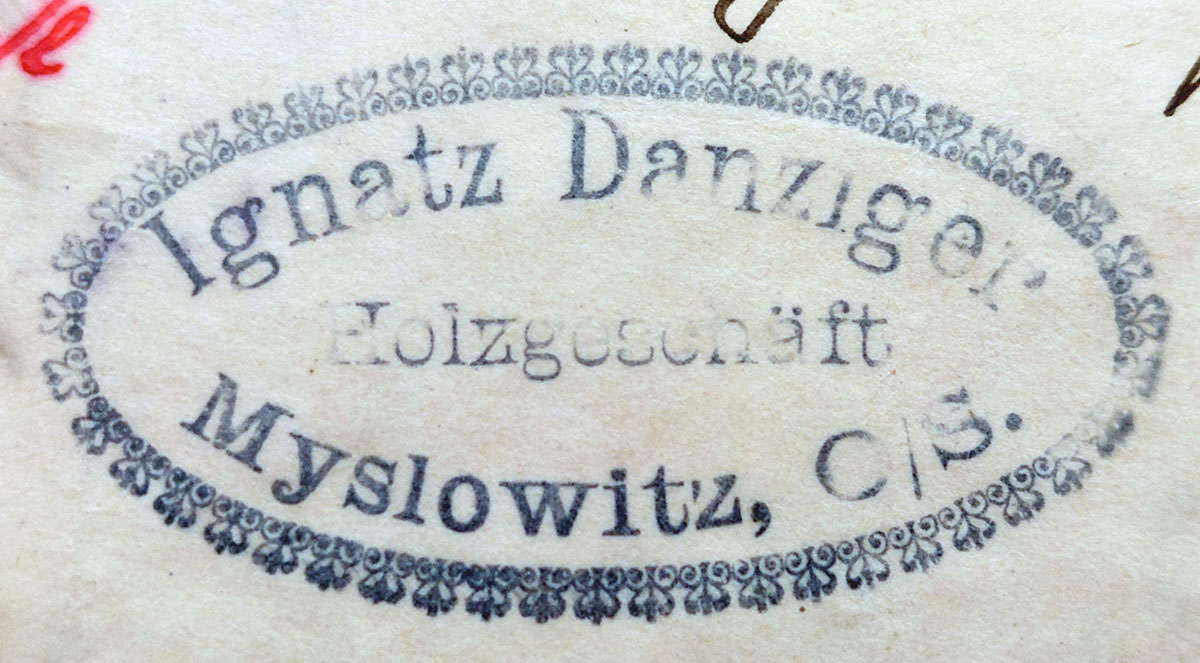 Ignatz Danziger
Holzgeschäft
Myslowitz, C/S.